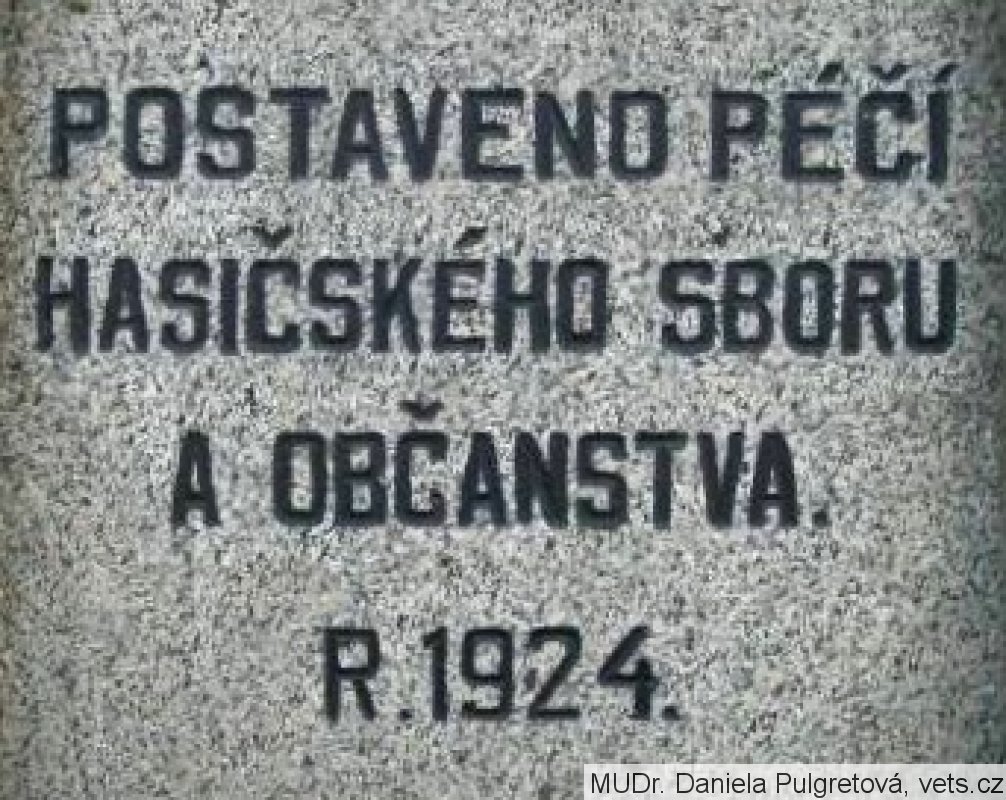 POSTAVENO PÉČÍ
HASIČSKÉHO SBORU
A OBČANSTVA.
R. 1924.
MUDr. Daniela Pulgretová, vets.cz